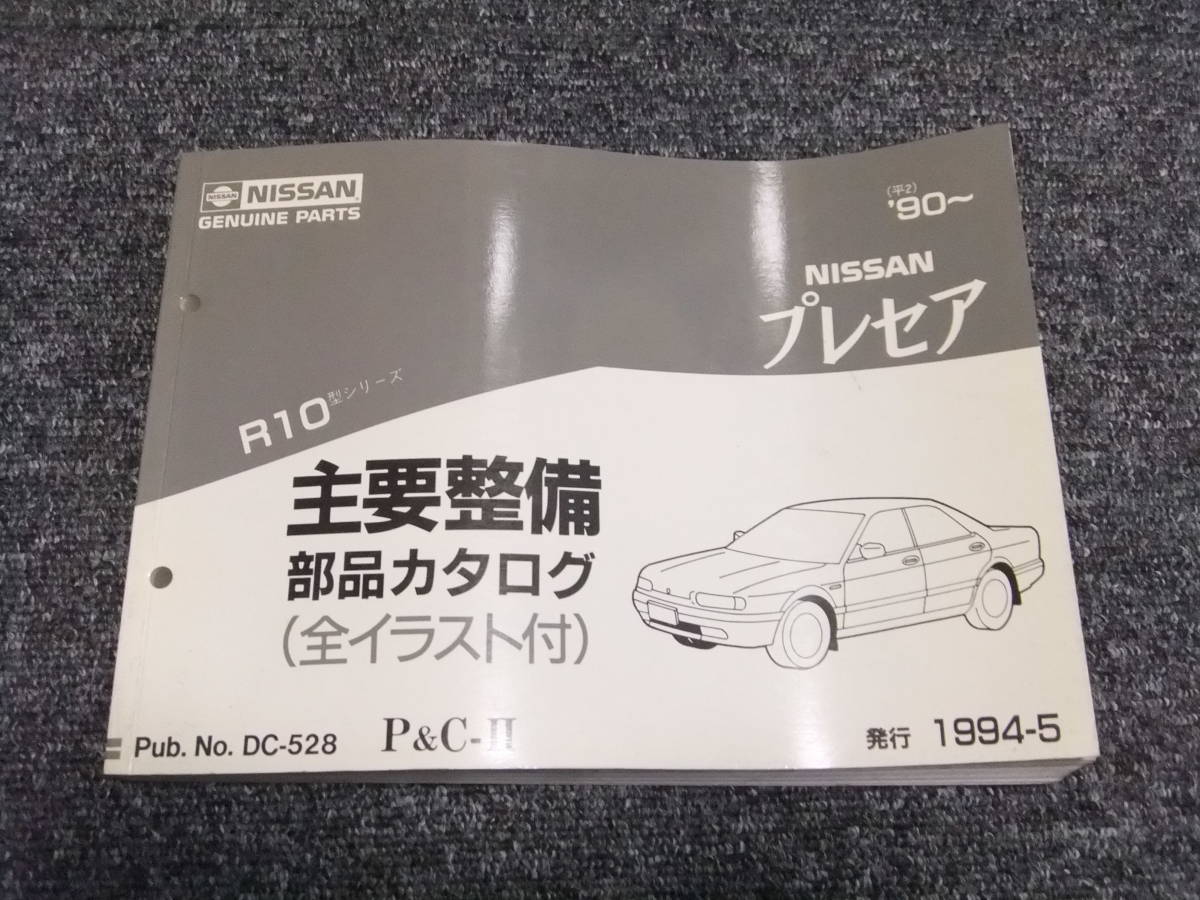 NISSAN NISSAN
GENUINE PARTS
(平2)
'90〜
NISSAN
プレセア
R10型シリーズ
主要整備
部品カタログ
(全イラスト付)
Pub. No. DC-528 P&C-II 発行 1994-5